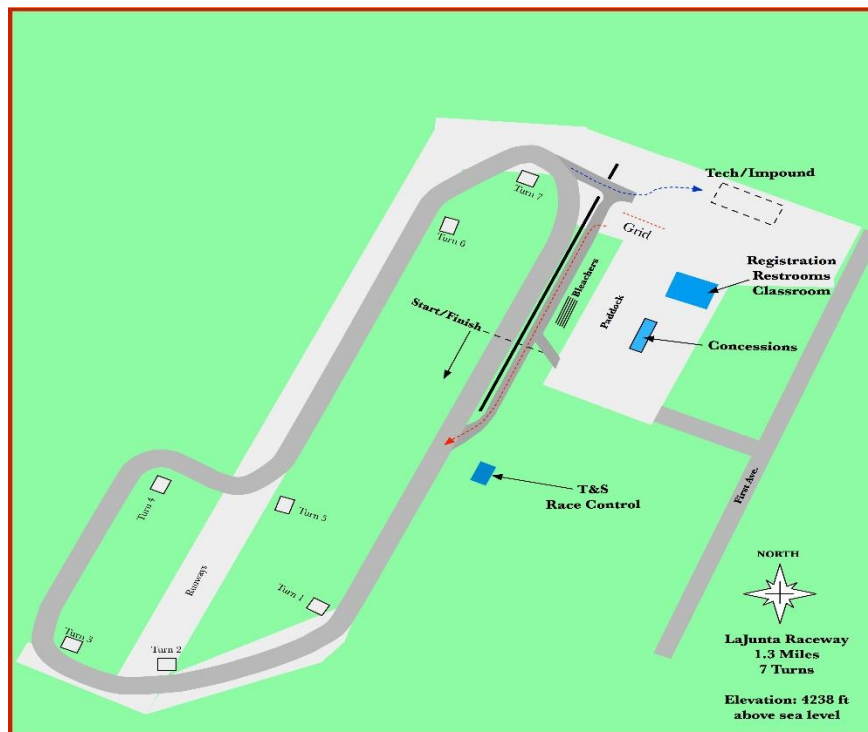 Tech/Impound
Turn 7
Grid
Turn 6
Registration
Restrooms
Classroom
Bleachers
Start/Finish
Paddock
Concessions
Turn 4
T&S
Race Control
First Ave.
Turn 5
NORTH
Runways
Turn 1
LaJunta Raceway
1.3 Miles
7 Turns
Turn 3
Turn 2
Elevation: 4238 ft
above sea level